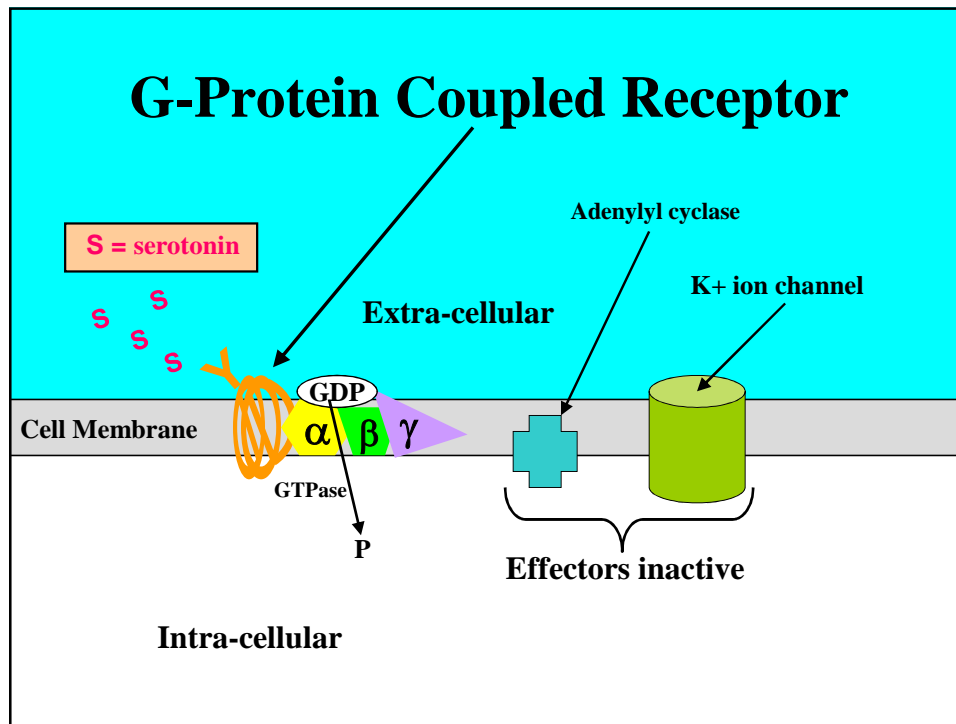 G-Protein Coupled Receptor
Adenylyl cyclase
S = serotonin
K+ ion channel
S
S
S
S
Extra-cellular
GDP
Cell Membrane
α β γ
GTPase
P
Effectors inactive
Intra-cellular